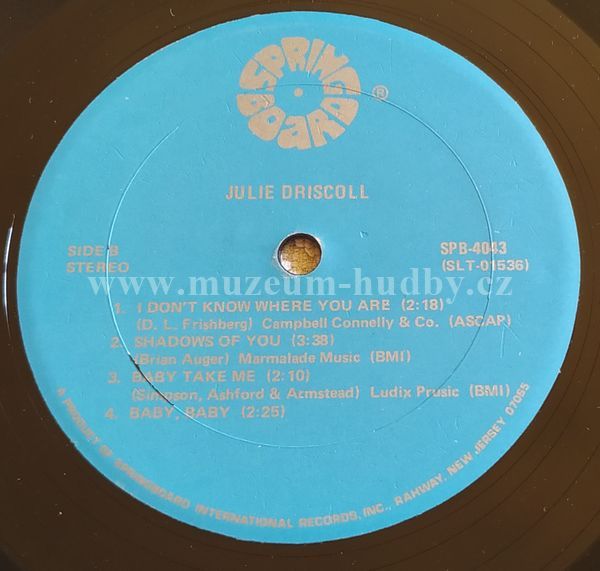 SPRING BOARD ®
JULIE DRISCOLL
SIDE B
STEREO
SPB-4043
(SLT-01536)
www.muzeum-hudby.cz
1. I DON'T KNOW WHERE YOU ARE (2:18)
(D. L. Frishberg) Campbell Connelly & Co. (ASCAP)
2. SHADOWS OF YOU (3:38)
(Brian Auger) Marmalade Music (BMI)
3. BABY TAKE ME (2:10)
(Simpson, Ashford & Armstead) Ludix Prusic (BMI)
4. BABY, BABY (2:25)
A PRODUCT OF SPRINGBOARD INTERNATIONAL RECORDS, INC., RAHWAY, NEW JERSEY 07065